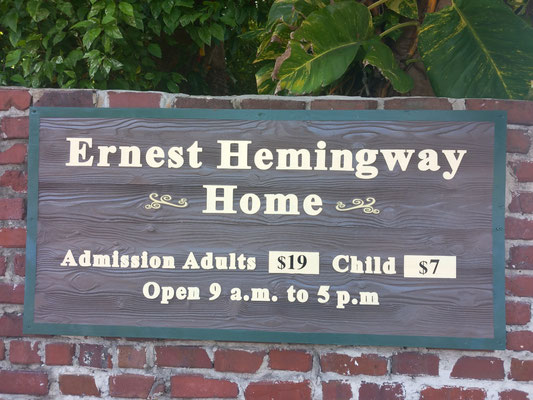 Ernest Hemingway
Home
Admission Adults $19 Child $7
Open 9 a.m. to 5 p.m